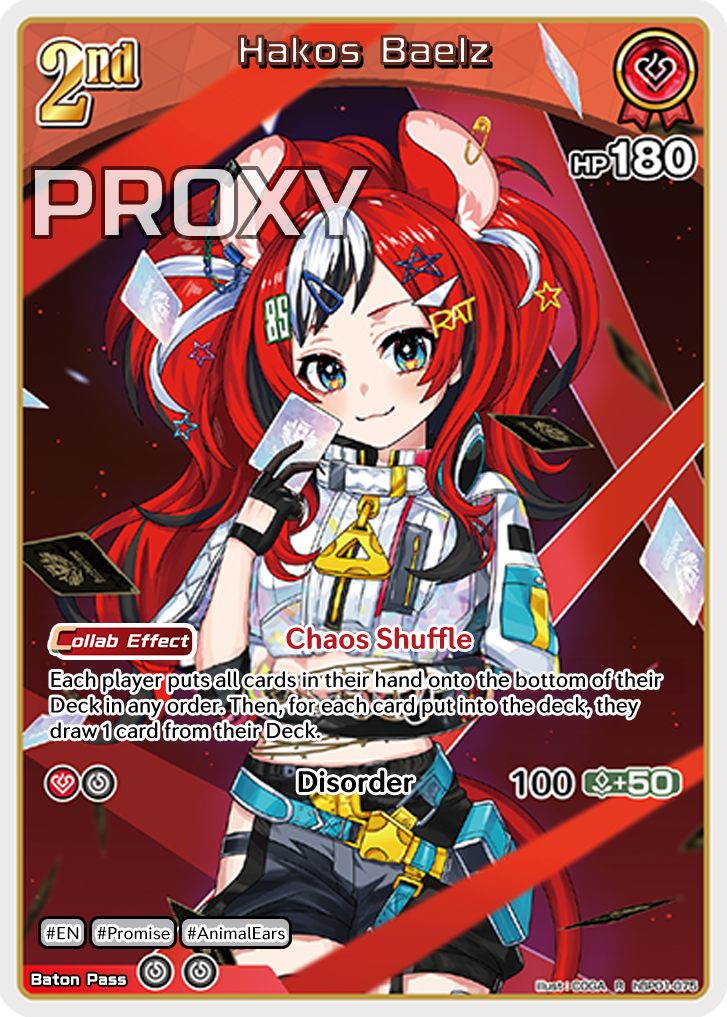 2nd
Hakos Baelz
HP180
PROXY
85
RAT
Collab Effect
Chaos Shuffle
Each player puts all cards in their hand onto the bottom of their
Deck in any order. Then, for each card put into the deck, they
draw 1 card from their Deck.
Disorder 100 +50
#EN #Promise #AnimalEars
Baton Pass
illust : COGA R hBP01-075